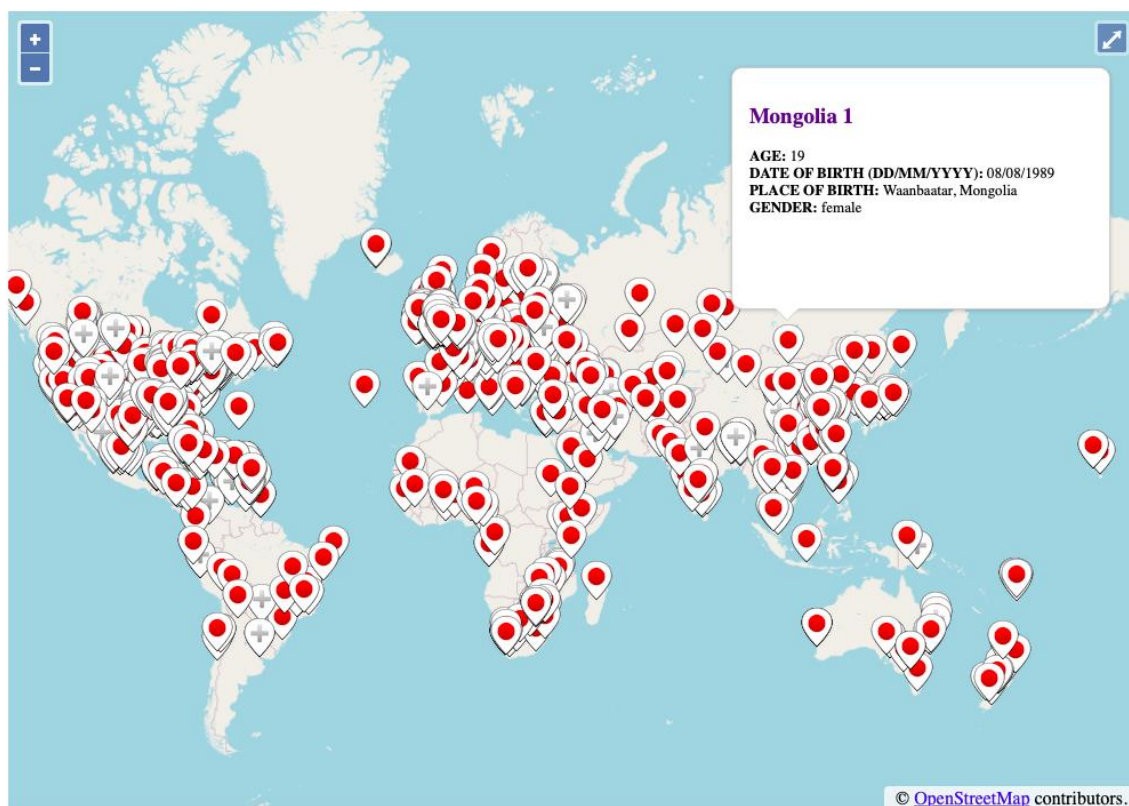 +
−
Mongolia 1
AGE: 19
DATE OF BIRTH (DD/MM/YYYY): 08/08/1989
PLACE OF BIRTH: Waanbaatar, Mongolia
GENDER: female
© OpenStreetMap contributors.